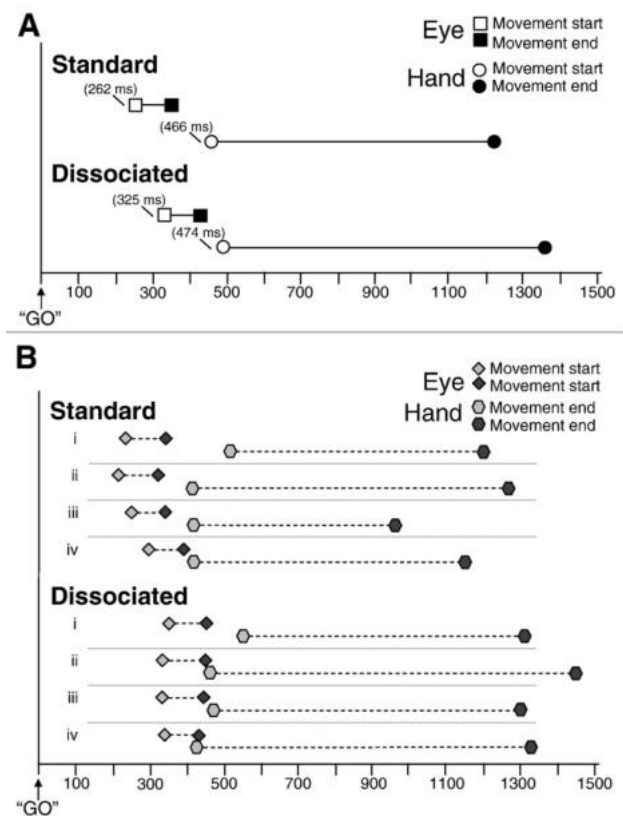 A
Eye
Movement start
Movement end
Hand
Movement start
Movement end
Standard
(262 ms)
(466 ms)
Dissociated
(325 ms)
(474 ms)
100 300 500 700 900 1100 1300 1500
"GO"
B
Eye
Movement start
Movement start
Hand
Movement end
Movement end
Standard
i
ii
iii
iv
Dissociated
i
ii
iii
iv
100 300 500 700 900 1100 1300 1500
"GO"